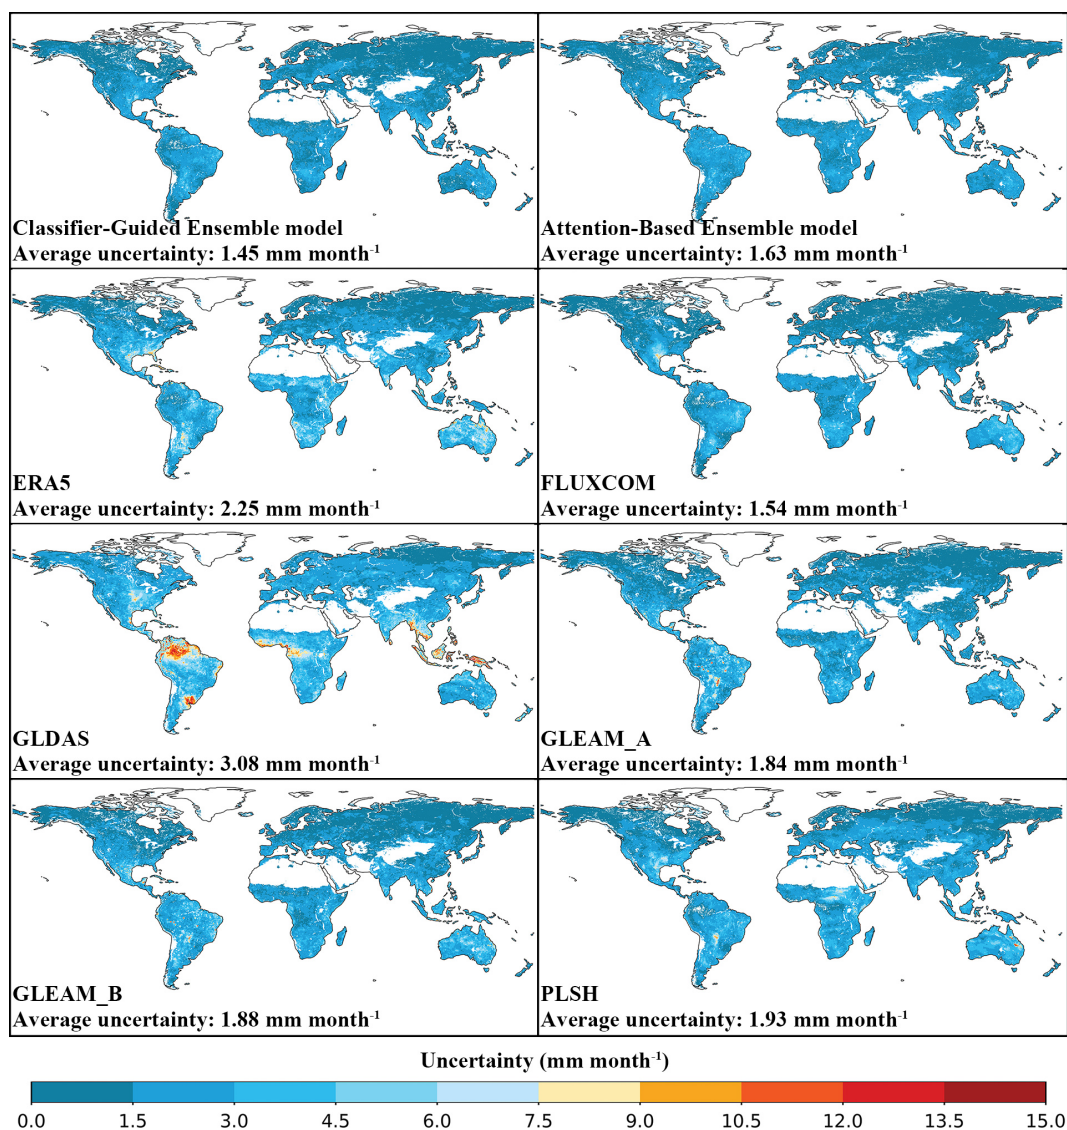 Classifier-Guided Ensemble model
Average uncertainty: 1.45 mm month⁻¹
Attention-Based Ensemble model
Average uncertainty: 1.63 mm month⁻¹
ERA5
Average uncertainty: 2.25 mm month⁻¹
FLUXCOM
Average uncertainty: 1.54 mm month⁻¹
GLDAS
Average uncertainty: 3.08 mm month⁻¹
GLEAM_A
Average uncertainty: 1.84 mm month⁻¹
GLEAM_B
Average uncertainty: 1.88 mm month⁻¹
PLSH
Average uncertainty: 1.93 mm month⁻¹
Uncertainty (mm month⁻¹)
0.0 1.5 3.0 4.5 6.0 7.5 9.0 10.5 12.0 13.5 15.0